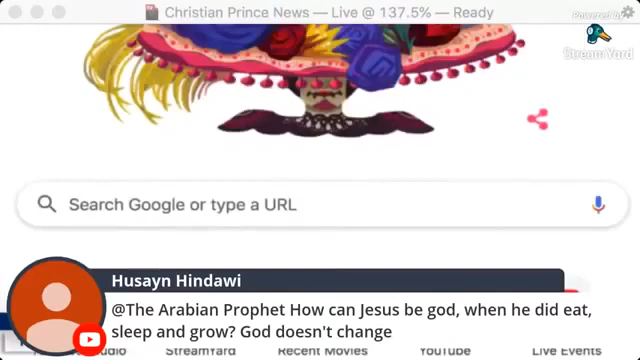 Christian Prince News — Live @ 137.5% — Ready
Powered by
StreamYard
Search Google or type a URL
Husayn Hindawi
@The Arabian Prophet How can Jesus be god, when he did eat,
sleep and grow? God doesn't change
StreamYard
Recent Movies
YouTube
Live Events